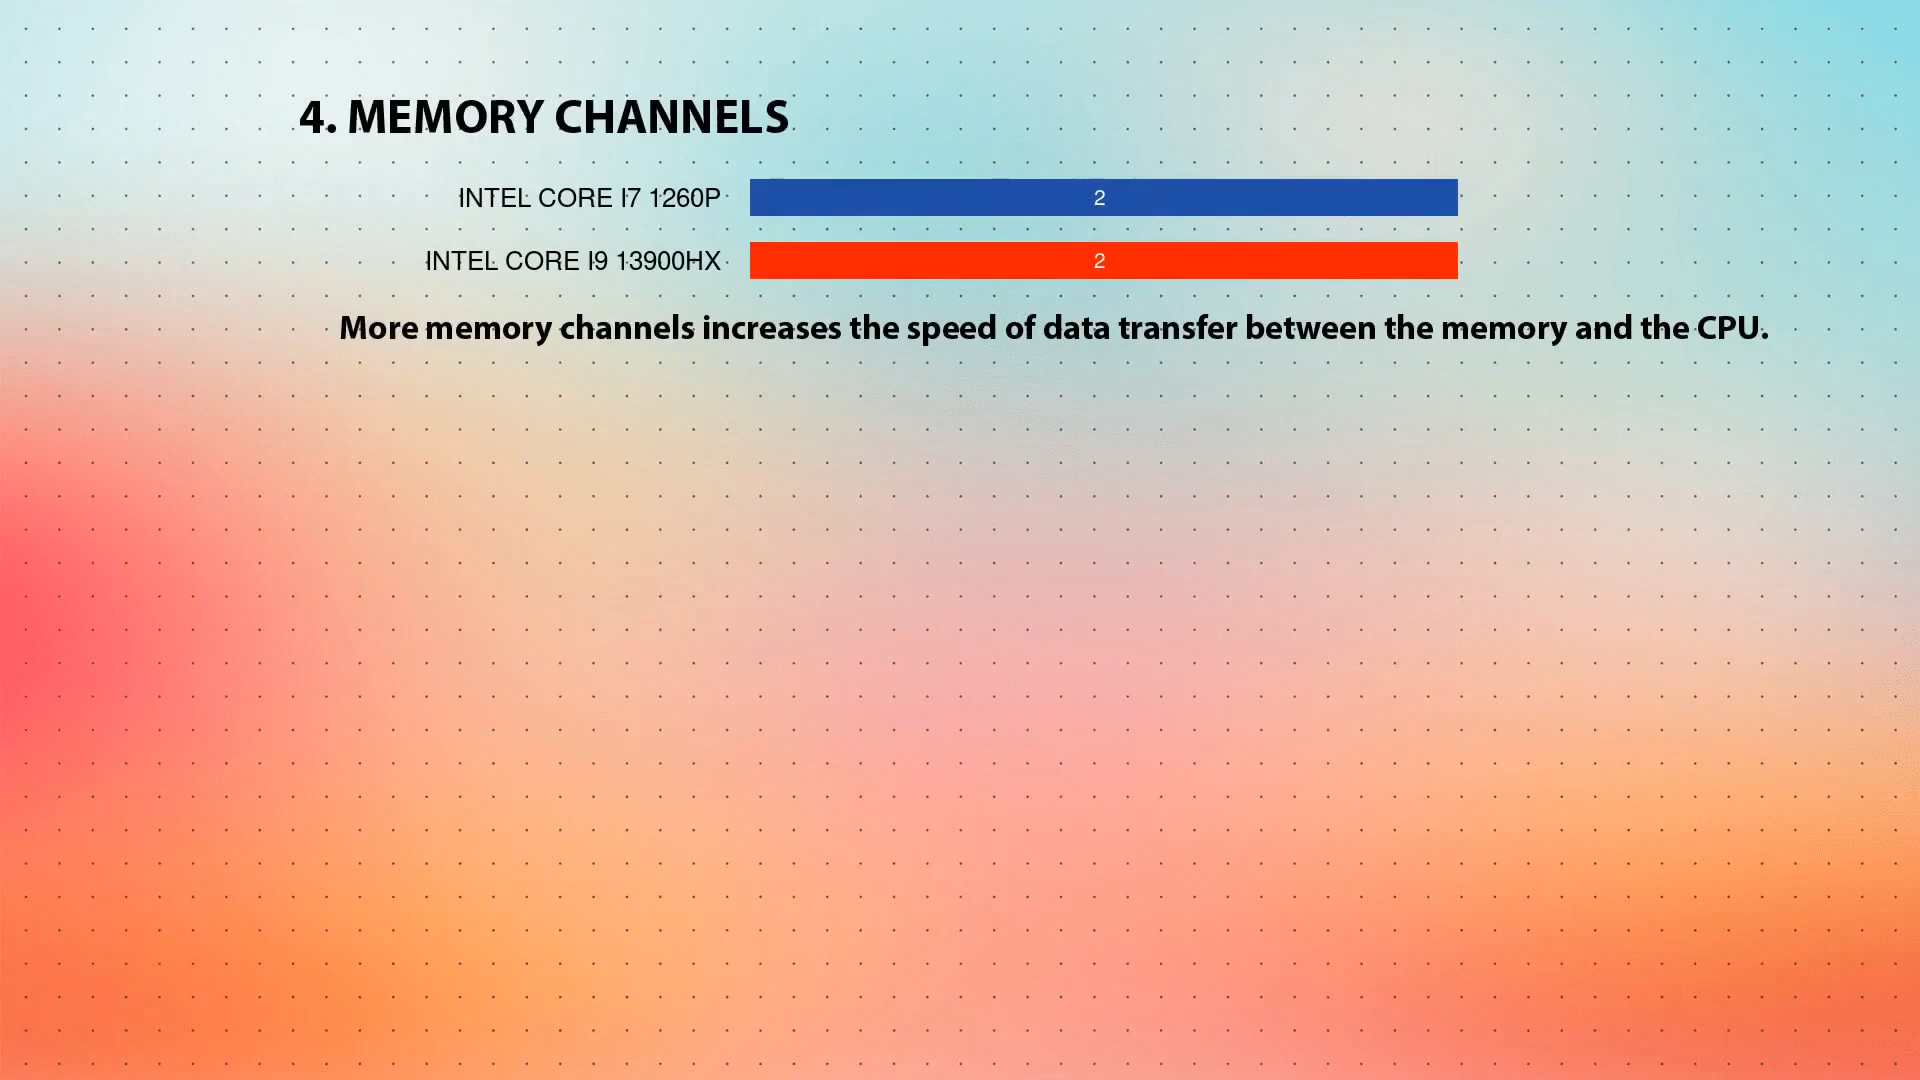 4. MEMORY CHANNELS
INTEL CORE I7 1260P 2
INTEL CORE I9 13900HX 2
More memory channels increases the speed of data transfer between the memory and the CPU.